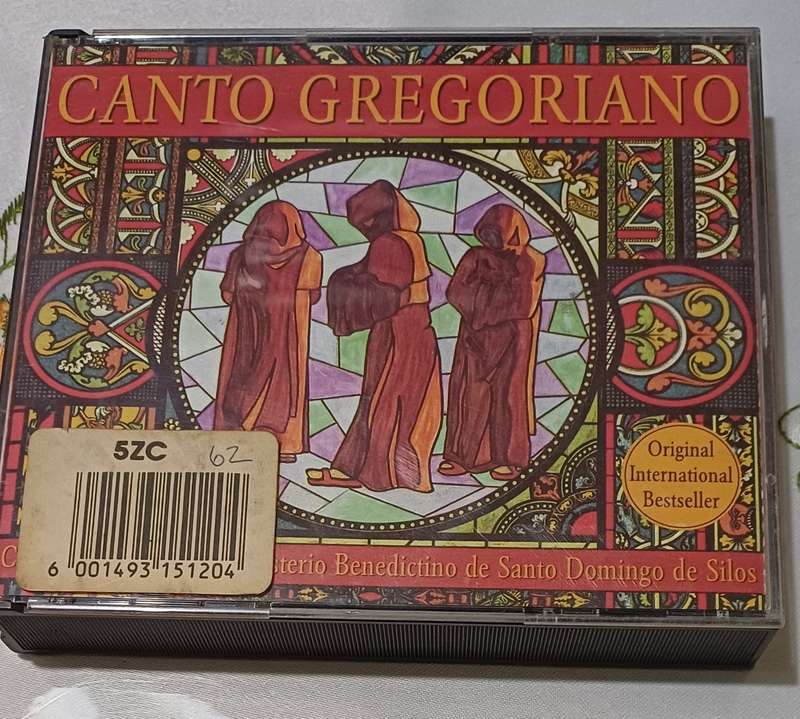 CANTO GREGORIANO
Original
International
Bestseller
5ZC 62
6 001493 151204
C
sterio Benedictino de Santo Domingo de Silos